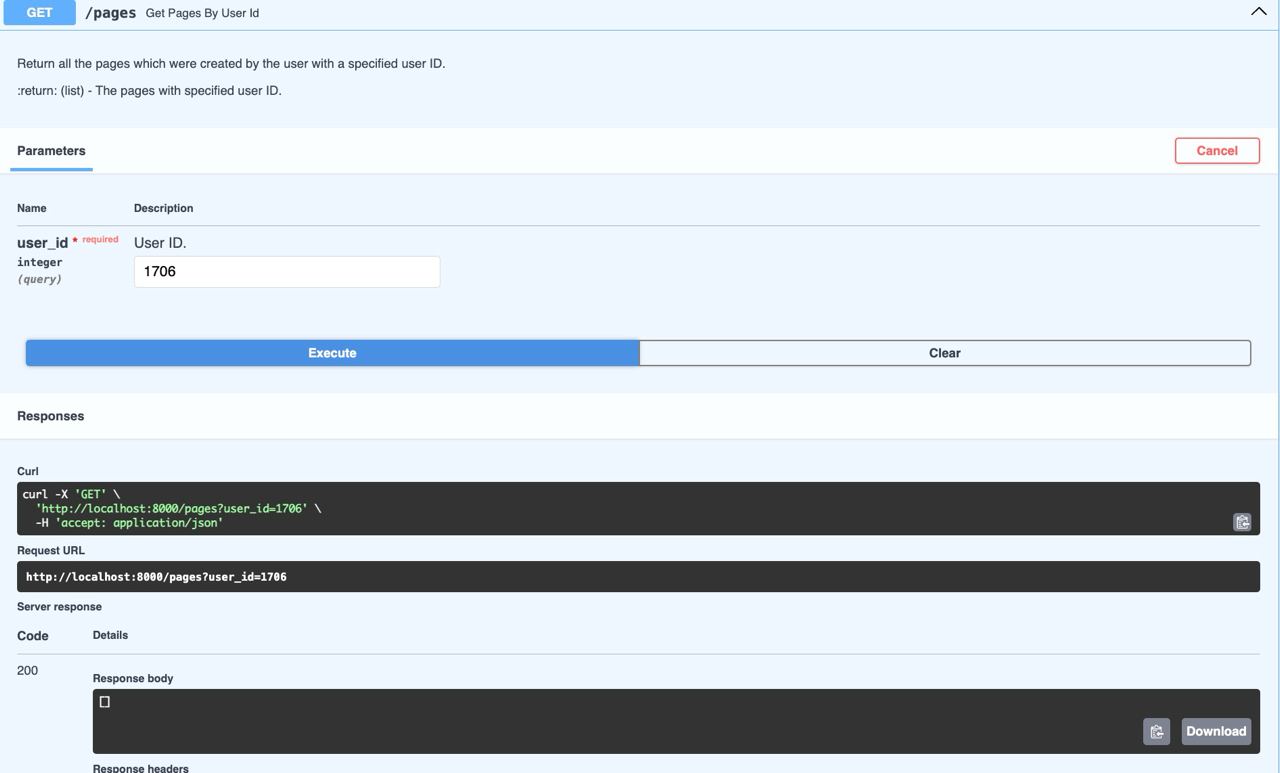 GET /pages Get Pages By User Id
Return all the pages which were created by the user with a specified user ID.
:return: (list) - The pages with specified user ID.
Parameters
Cancel
Name Description
user_id * required User ID.
integer
(query)
1706
Execute Clear
Responses
Curl
curl -X 'GET' \
'http://localhost:8000/pages?user_id=1706' \
-H 'accept: application/json'
Request URL
http://localhost:8000/pages?user_id=1706
Server response
Code Details
200
Response body
[]
Download
Response headers